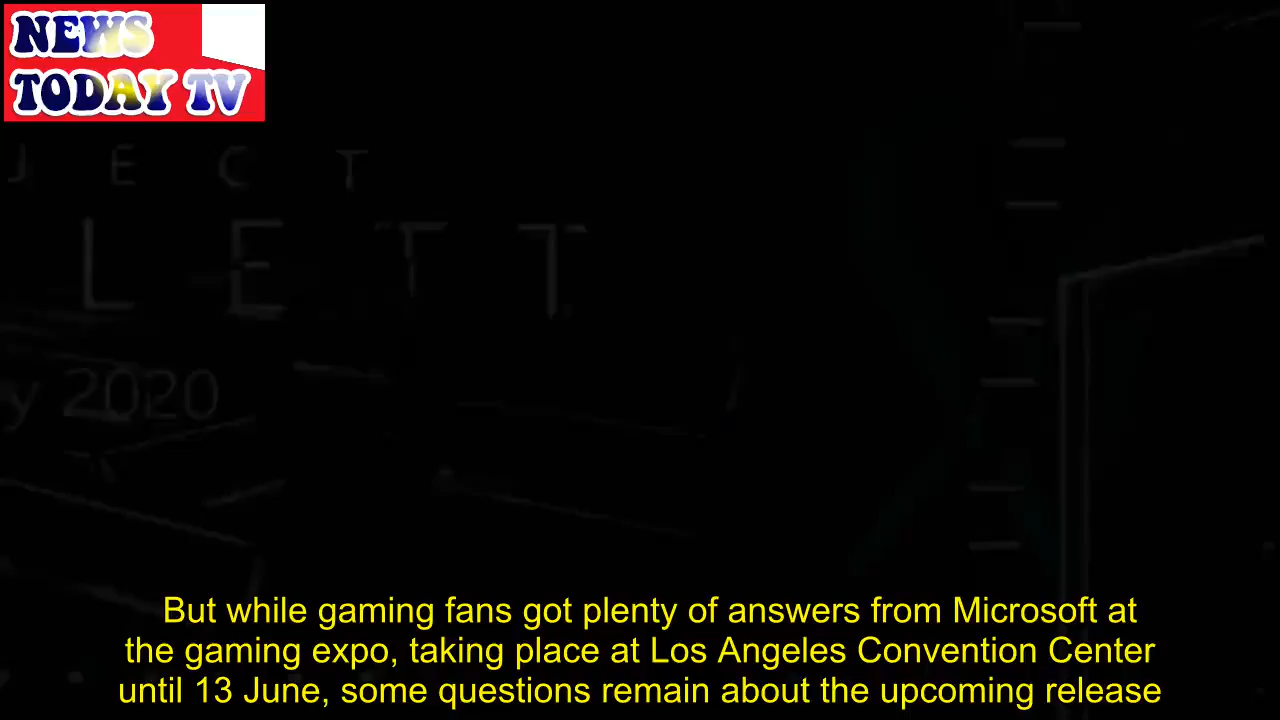 NEWS
TODAY TV
J E C T
L E T T
y 2020
But while gaming fans got plenty of answers from Microsoft at
the gaming expo, taking place at Los Angeles Convention Center
until 13 June, some questions remain about the upcoming release